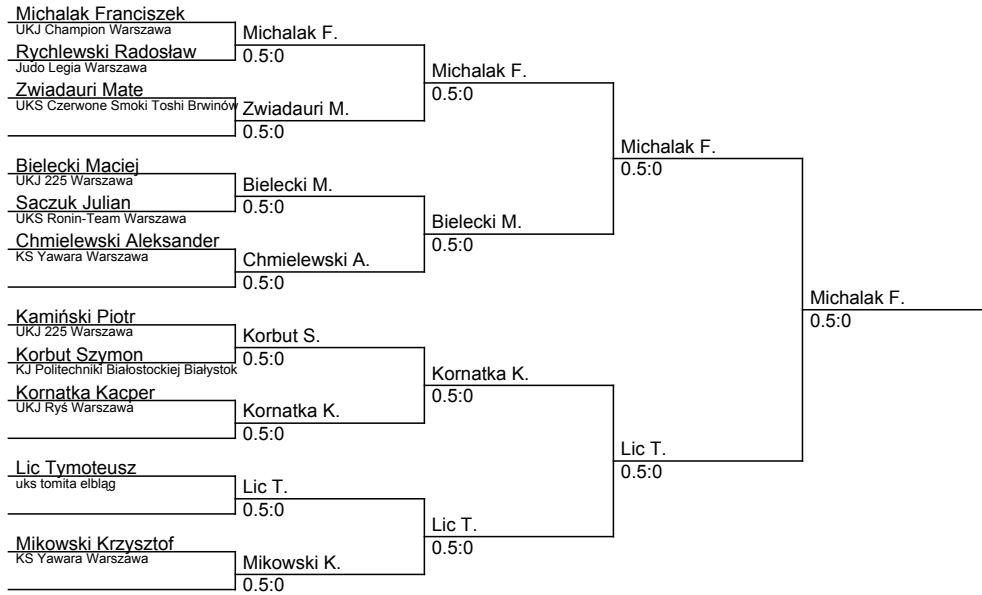 Michalak Franciszek
UKJ Champion Warszawa
Rychlewski Radosław
Judo Legia Warszawa
Zwiadauri Mate
UKS Czerwone Smoki Toshi Brwinów
Bielecki Maciej
UKJ 225 Warszawa
Saczuk Julian
UKS Ronin-Team Warszawa
Chmielewski Aleksander
KS Yawara Warszawa
Kamiński Piotr
UKJ 225 Warszawa
Korbut Szymon
KJ Politechniki Białostockiej Białystok
Kornatka Kacper
UKJ Ryś Warszawa
Lic Tymoteusz
uks tomita elbląg
Mikowski Krzysztof
KS Yawara Warszawa
Michalak F.
0.5:0
Zwiadauri M.
0.5:0
Bielecki M.
0.5:0
Chmielewski A.
0.5:0
Korbut S.
0.5:0
Kornatka K.
0.5:0
Lic T.
0.5:0
Mikowski K.
0.5:0
Michalak F.
0.5:0
Bielecki M.
0.5:0
Kornatka K.
0.5:0
Lic T.
0.5:0
Michalak F.
0.5:0
Lic T.
0.5:0
Michalak F.
0.5:0